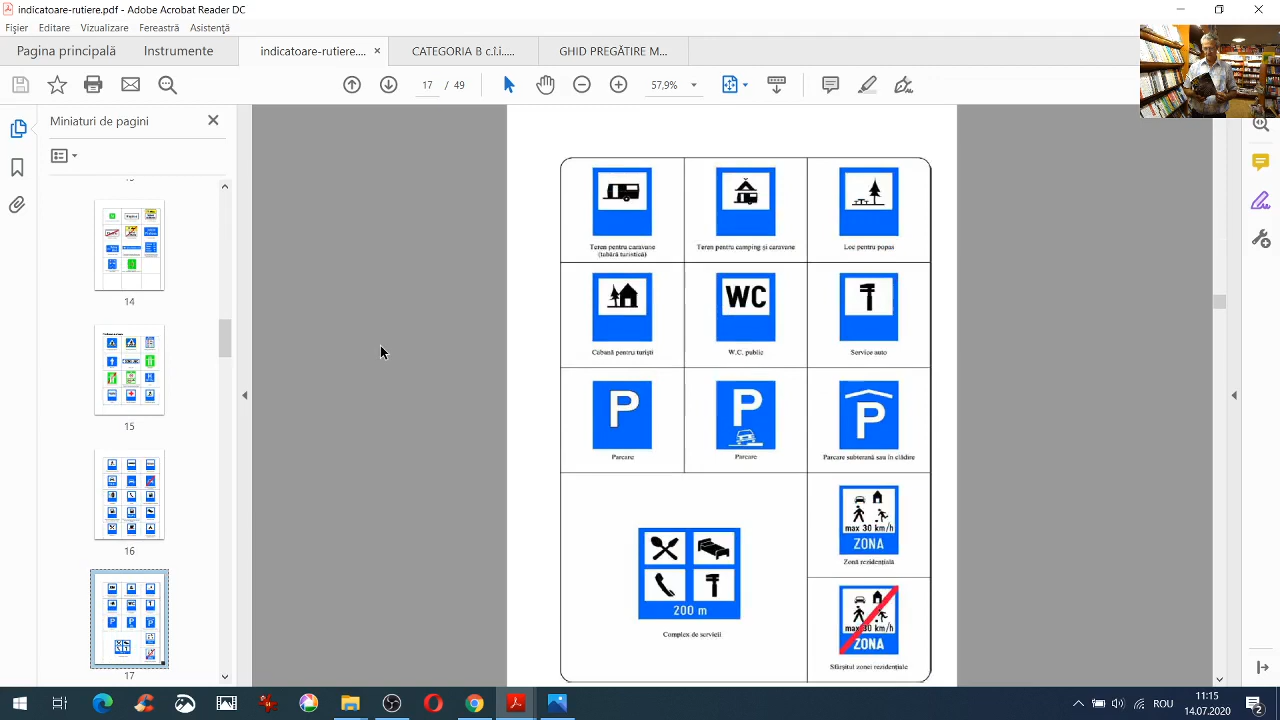 indicatoare-rutiere.pdf - Adobe Acrobat Reader DC
Fișier Editare Vizualizare Fereastră Asistență
Pagina principală Instrumente indicatoare-rutiere.... × CATEGORIA B c.î.i... GHID PREGĂTIRE M...
17 / 49 57,9%
Miniaturi de pagini
14
15
16
17
Teren pentru caravane
(tabără turistică)
Teren pentru camping și caravane
Loc pentru popas
WC
Cabană pentru turiști
W.C. public
Service auto
P
P
P
Parcare
Parcare
Parcare subterană sau în clădire
max 30 km/h
ZONA
Zonă rezidențială
200 m
Complex de servicii
max 30 km/h
ZONA
Sfârșitul zonei rezidențiale
ROU
11:15
14.07.2020
2